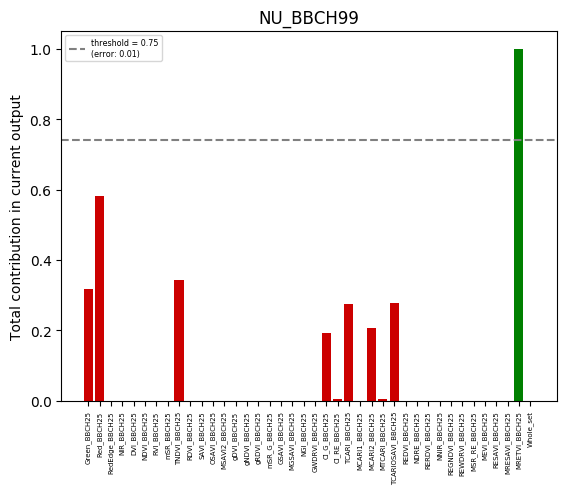 NU_BBCH99
threshold = 0.75
(error: 0.01)
Total contribution in current output
1.0
0.8
0.6
0.4
0.2
0.0
Green_BBCH25
Red_BBCH25
RedEdge_BBCH25
NIR_BBCH25
DVI_BBCH25
NDVI_BBCH25
RVI_BBCH25
mSR_BBCH25
TNDVI_BBCH25
RDVI_BBCH25
SAVI_BBCH25
OSAVI_BBCH25
MSAVI2_BBCH25
gDVI_BBCH25
gNDVI_BBCH25
gRDVI_BBCH25
mSR_G_BBCH25
GSAVI_BBCH25
MGSAVI_BBCH25
NGI_BBCH25
GWDRVI_BBCH25
CI_G_BBCH25
CI_RE_BBCH25
TCARI_BBCH25
MCARI1_BBCH25
MCARI2_BBCH25
MTCARI_BBCH25
TCARIOSAVI_BBCH25
REDVI_BBCH25
NDRE_BBCH25
RERDVI_BBCH25
NNIR_BBCH25
REGNDVI_BBCH25
REWDRVI_BBCH25
MSR_RE_BBCH25
MEVI_BBCH25
RESAVI_BBCH25
MRESAVI_BBCH25
MRETVI_BBCH25
Whole_set